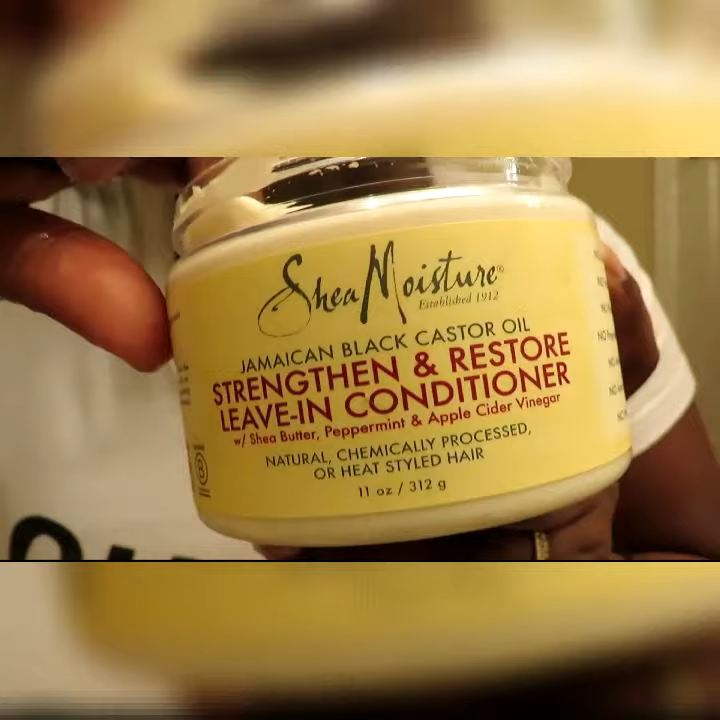 SheaMoisture®
Established 1912
JAMAICAN BLACK CASTOR OIL
STRENGTHEN & RESTORE
LEAVE-IN CONDITIONER
w/ Shea Butter, Peppermint & Apple Cider Vinegar
NATURAL, CHEMICALLY PROCESSED,
OR HEAT STYLED HAIR
11 oz / 312 g